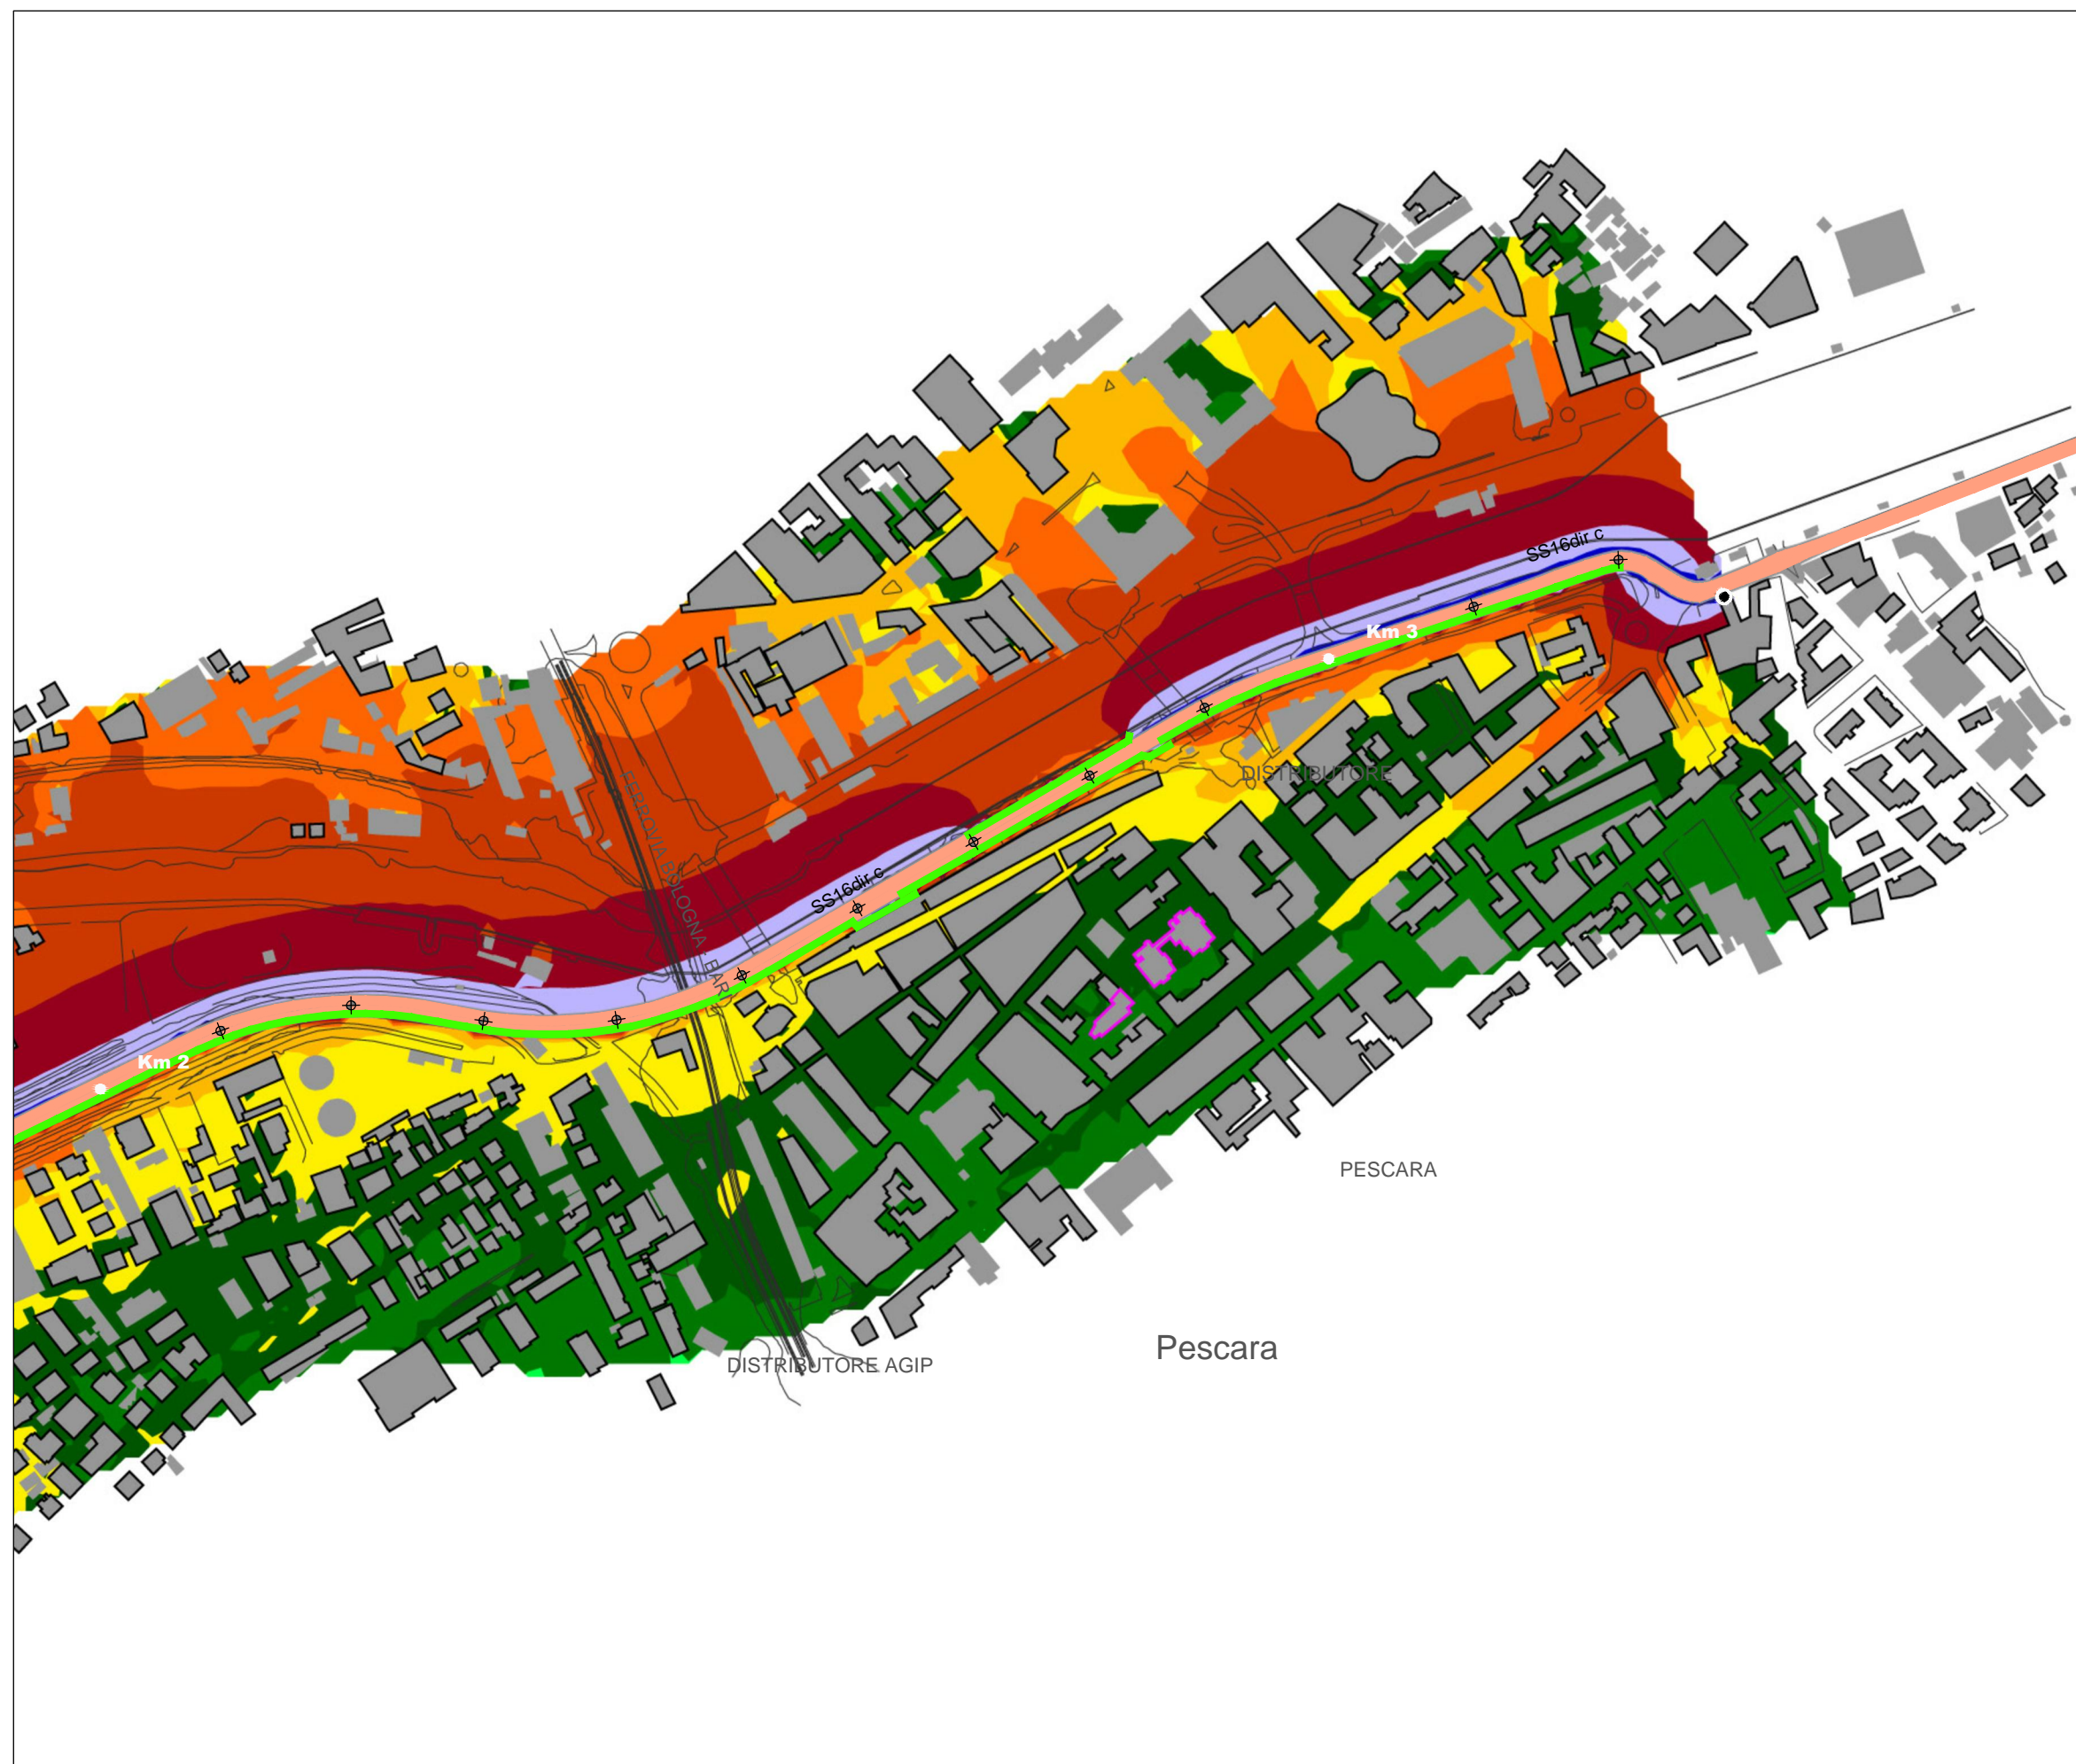 SS16dir c
Km 3
DISTRIBUTORE
FERROVIA BOLOGNA - BARI
SS16dir c
Km 2
PESCARA
Pescara
DISTRIBUTORE AGIP